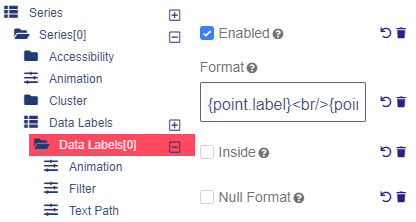 Series
Series[0]
Accessibility
Animation
Cluster
Data Labels
Data Labels[0]
Animation
Filter
Text Path
Enabled
Format
{point.label}<br/>{poin
Inside
Null Format